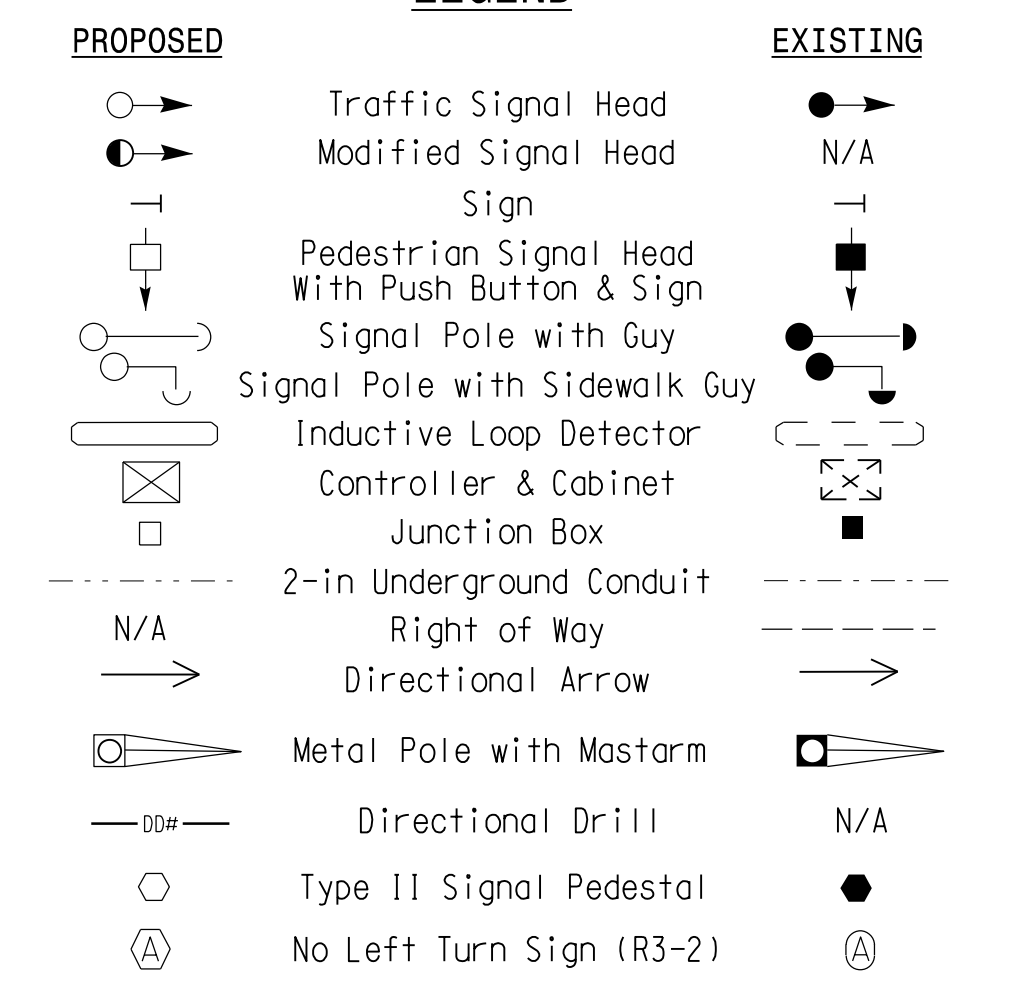 LEGEND
PROPOSED EXISTING
Traffic Signal Head
Modified Signal Head N/A
Sign
Pedestrian Signal Head
With Push Button & Sign
Signal Pole with Guy
Signal Pole with Sidewalk Guy
Inductive Loop Detector
Controller & Cabinet
Junction Box
2-in Underground Conduit
N/A Right of Way
Directional Arrow
Metal Pole with Mastarm
DD# Directional Drill N/A
Type II Signal Pedestal
A No Left Turn Sign (R3-2) A